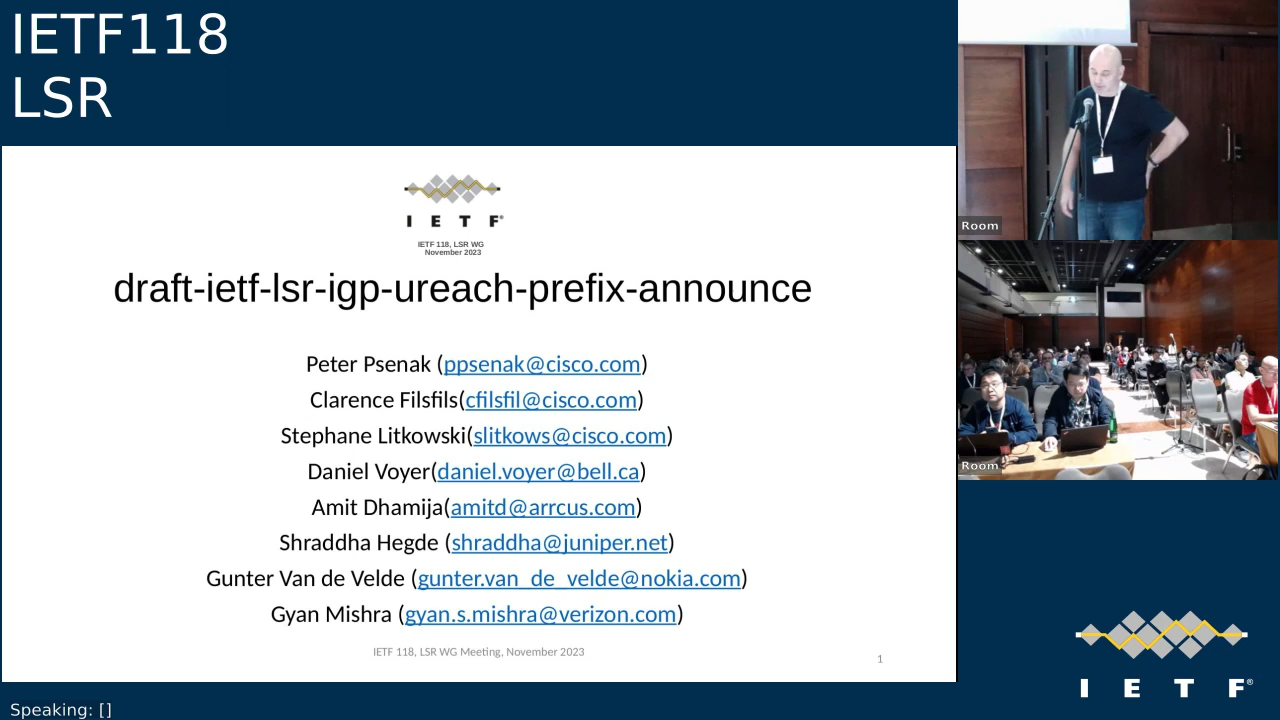 IETF118
LSR
I E T F®
IETF 118, LSR WG
November 2023
draft-ietf-lsr-igp-ureach-prefix-announce
Peter Psenak (ppsenak@cisco.com)
Clarence Filsfils(cfilsfil@cisco.com)
Stephane Litkowski(slitkows@cisco.com)
Daniel Voyer(daniel.voyer@bell.ca)
Amit Dhamija(amitd@arrcus.com)
Shraddha Hegde (shraddha@juniper.net)
Gunter Van de Velde (gunter.van_de_velde@nokia.com)
Gyan Mishra (gyan.s.mishra@verizon.com)
IETF 118, LSR WG Meeting, November 2023
1
Room
Room
I E T F®
Speaking: []